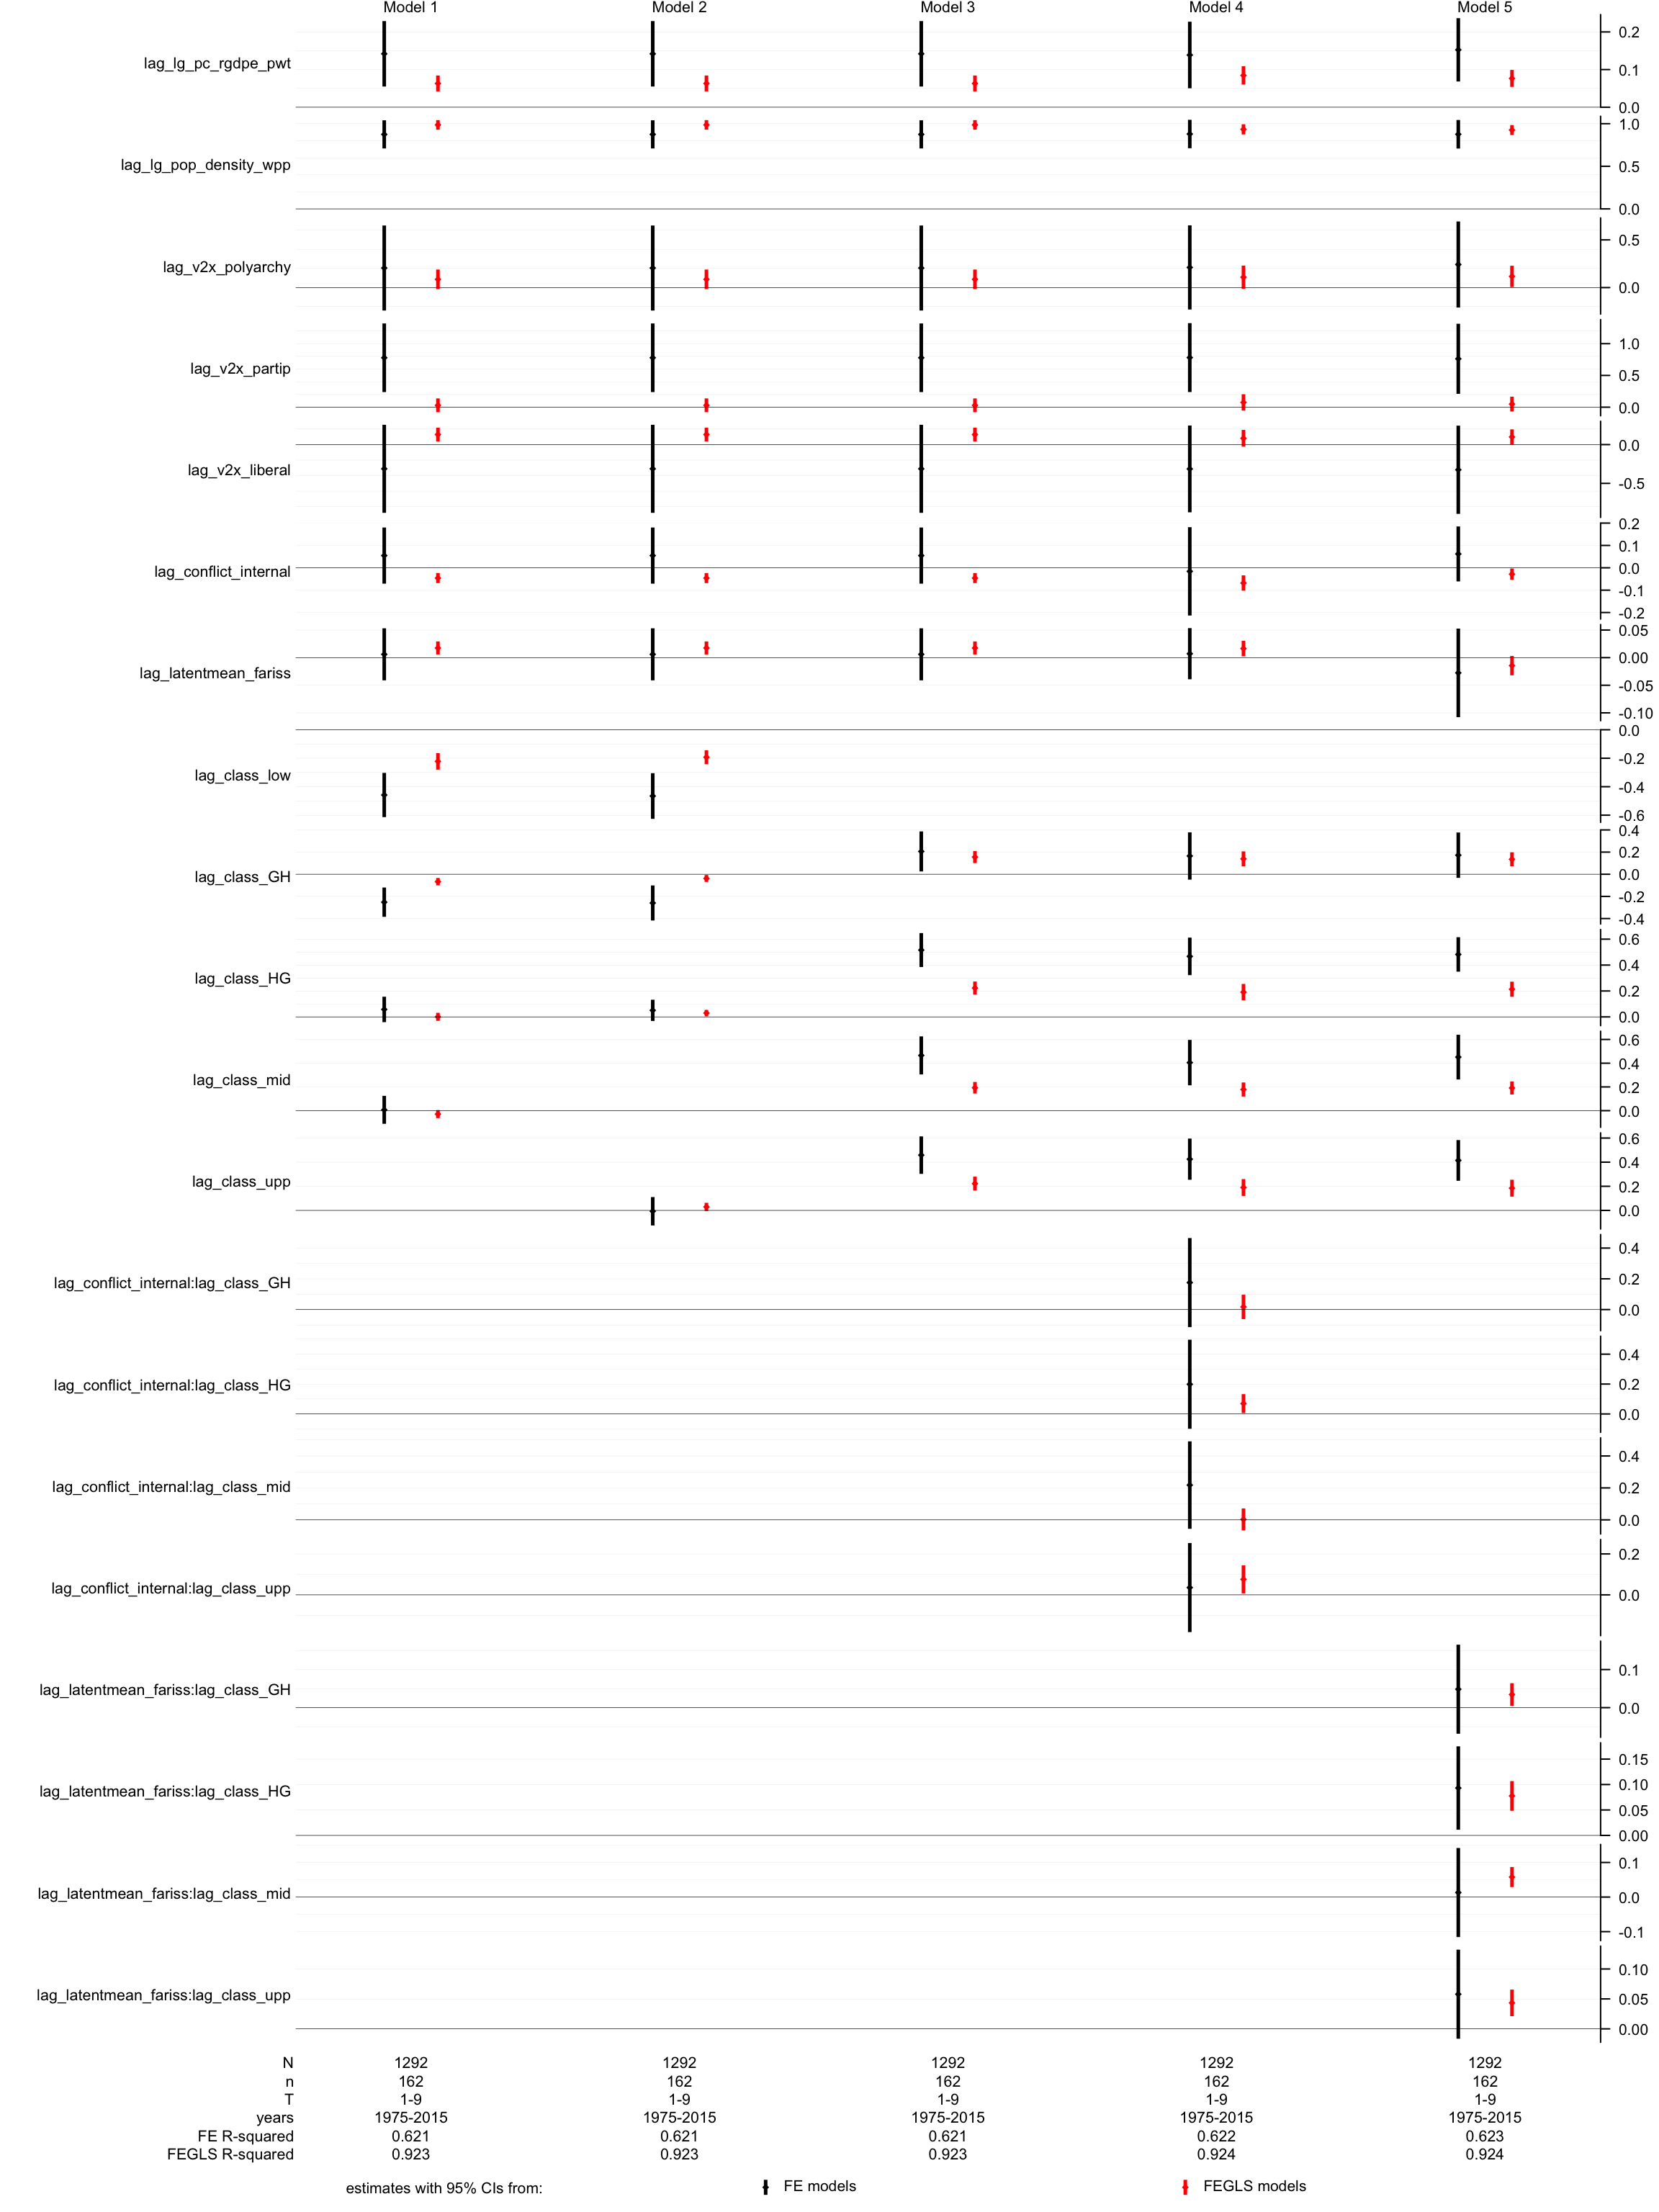 Model 1 Model 2 Model 3 Model 4 Model 5
lag_lg_pc_rgdpe_pwt
0.2
0.1
0.0
lag_lg_pop_density_wpp
1.0
0.5
0.0
lag_v2x_polyarchy
0.5
0.0
lag_v2x_partip
1.0
0.5
0.0
lag_v2x_liberal
0.0
-0.5
lag_conflict_internal
0.2
0.1
0.0
-0.1
-0.2
lag_latentmean_fariss
0.05
0.00
-0.05
-0.10
lag_class_low
0.0
-0.2
-0.4
-0.6
lag_class_GH
0.4
0.2
0.0
-0.2
-0.4
lag_class_HG
0.6
0.4
0.2
0.0
lag_class_mid
0.6
0.4
0.2
0.0
lag_class_upp
0.6
0.4
0.2
0.0
lag_conflict_internal:lag_class_GH
0.4
0.2
0.0
lag_conflict_internal:lag_class_HG
0.4
0.2
0.0
lag_conflict_internal:lag_class_mid
0.4
0.2
0.0
lag_conflict_internal:lag_class_upp
0.2
0.0
lag_latentmean_fariss:lag_class_GH
0.1
0.0
lag_latentmean_fariss:lag_class_HG
0.15
0.10
0.05
0.00
lag_latentmean_fariss:lag_class_mid
0.1
0.0
-0.1
lag_latentmean_fariss:lag_class_upp
0.10
0.05
0.00
N 1292 1292 1292 1292 1292
n 162 162 162 162 162
T 1-9 1-9 1-9 1-9 1-9
years 1975-2015 1975-2015 1975-2015 1975-2015 1975-2015
FE R-squared 0.621 0.621 0.621 0.622 0.623
FEGLS R-squared 0.923 0.923 0.923 0.924 0.924
estimates with 95% CIs from: FE models FEGLS models